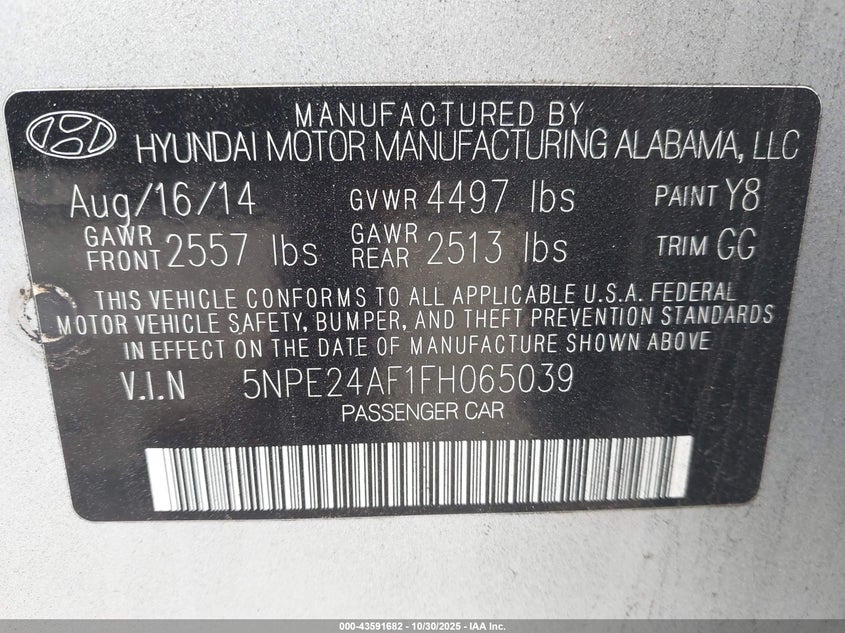 MANUFACTURED BY
HYUNDAI MOTOR MANUFACTURING ALABAMA, LLC
Aug/16/14 GVWR 4497 lbs PAINT Y8
GAWR FRONT 2557 lbs GAWR REAR 2513 lbs TRIM GG
THIS VEHICLE CONFORMS TO ALL APPLICABLE U.S.A. FEDERAL
MOTOR VEHICLE SAFETY, BUMPER, AND THEFT PREVENTION STANDARDS
IN EFFECT ON THE DATE OF MANUFACTURE SHOWN ABOVE
V.I.N 5NPE24AF1FH065039
PASSENGER CAR
000-43591682 - 10/30/2025 - IAA Inc.